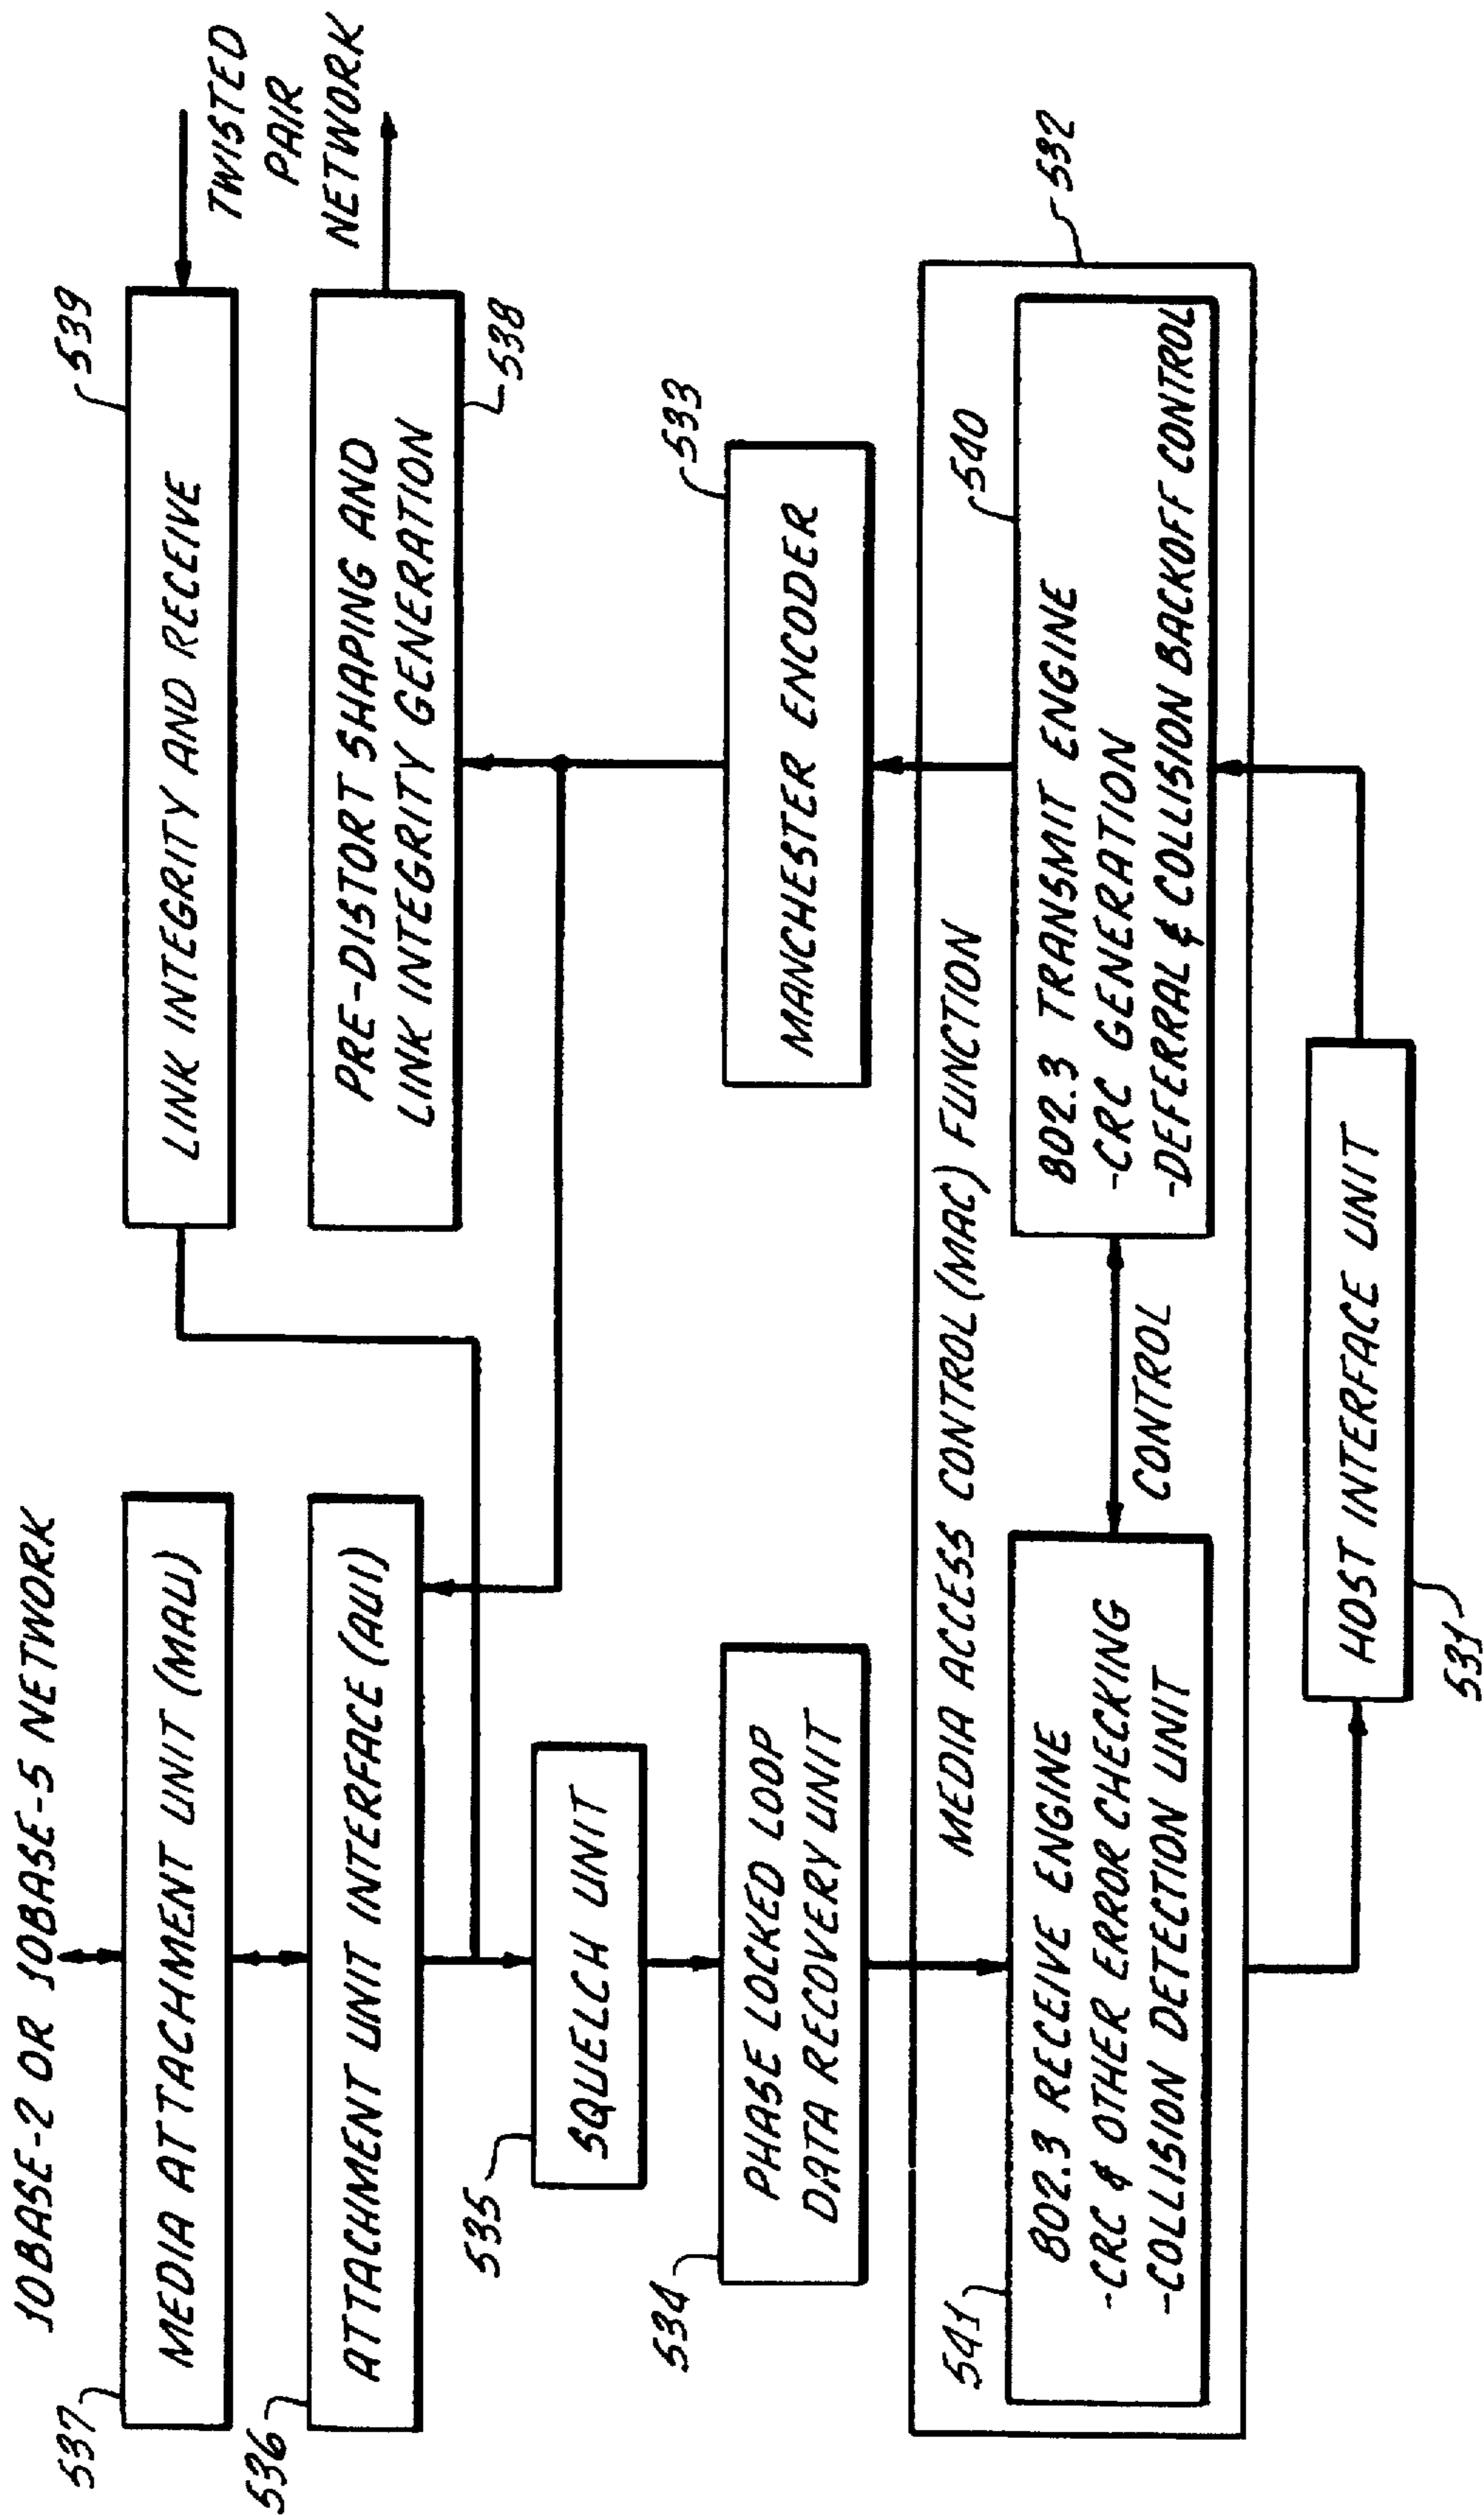 10BASE-2 OR 10BASE-5 NETWORK
537
MEDIA ATTACHMENT UNIT (MAU)
539
LINK INTEGRITY AND RECEIVE
TWISTED
PAIR
NETWORK
536
ATTACHMENT UNIT INTERFACE (AUI)
PRE-DISTORT SHAPING AND
LINK INTEGRITY GENERATION
538
535
SQUELCH UNIT
534
PHASE LOCKED LOOP
DATA RECOVERY UNIT
533
MANCHESTER ENCODER
MEDIA ACCESS CONTROL (MAC) FUNCTION
532
541
802.3 RECEIVE ENGINE
-CRC & OTHER ERROR CHECKING
-COLLISION DETECTION UNIT
CONTROL
540
802.3 TRANSMIT ENGINE
-CRC GENERATION
-DEFERRAL & COLLISION BACKOFF CONTROL
HOST INTERFACE UNIT
531